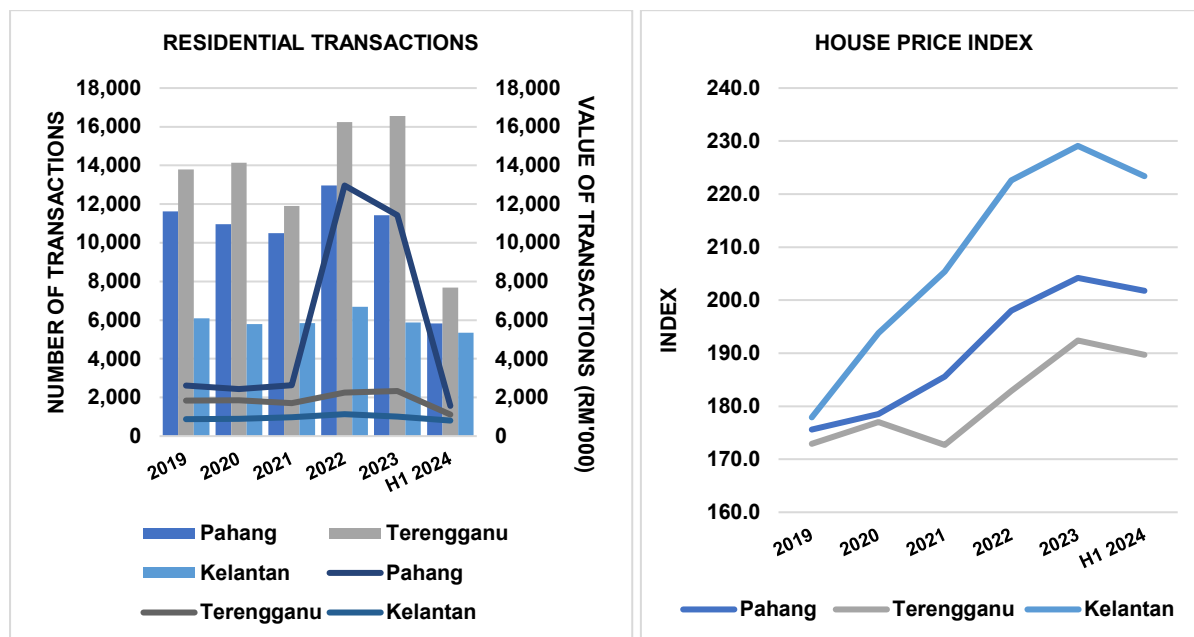 RESIDENTIAL TRANSACTIONS
NUMBER OF TRANSACTIONS
18,000
16,000
14,000
12,000
10,000
8,000
6,000
4,000
2,000
0
18,000
16,000
14,000
12,000
10,000
8,000
6,000
4,000
2,000
0
VALUE OF TRANSACTIONS (RM'000)
2019
2020
2021
2022
2023
H1 2024
Pahang
Terengganu
Kelantan
Pahang
Terengganu
Kelantan
HOUSE PRICE INDEX
INDEX
240.0
230.0
220.0
210.0
200.0
190.0
180.0
170.0
160.0
2019
2020
2021
2022
2023
H1 2024
Pahang
Terengganu
Kelantan